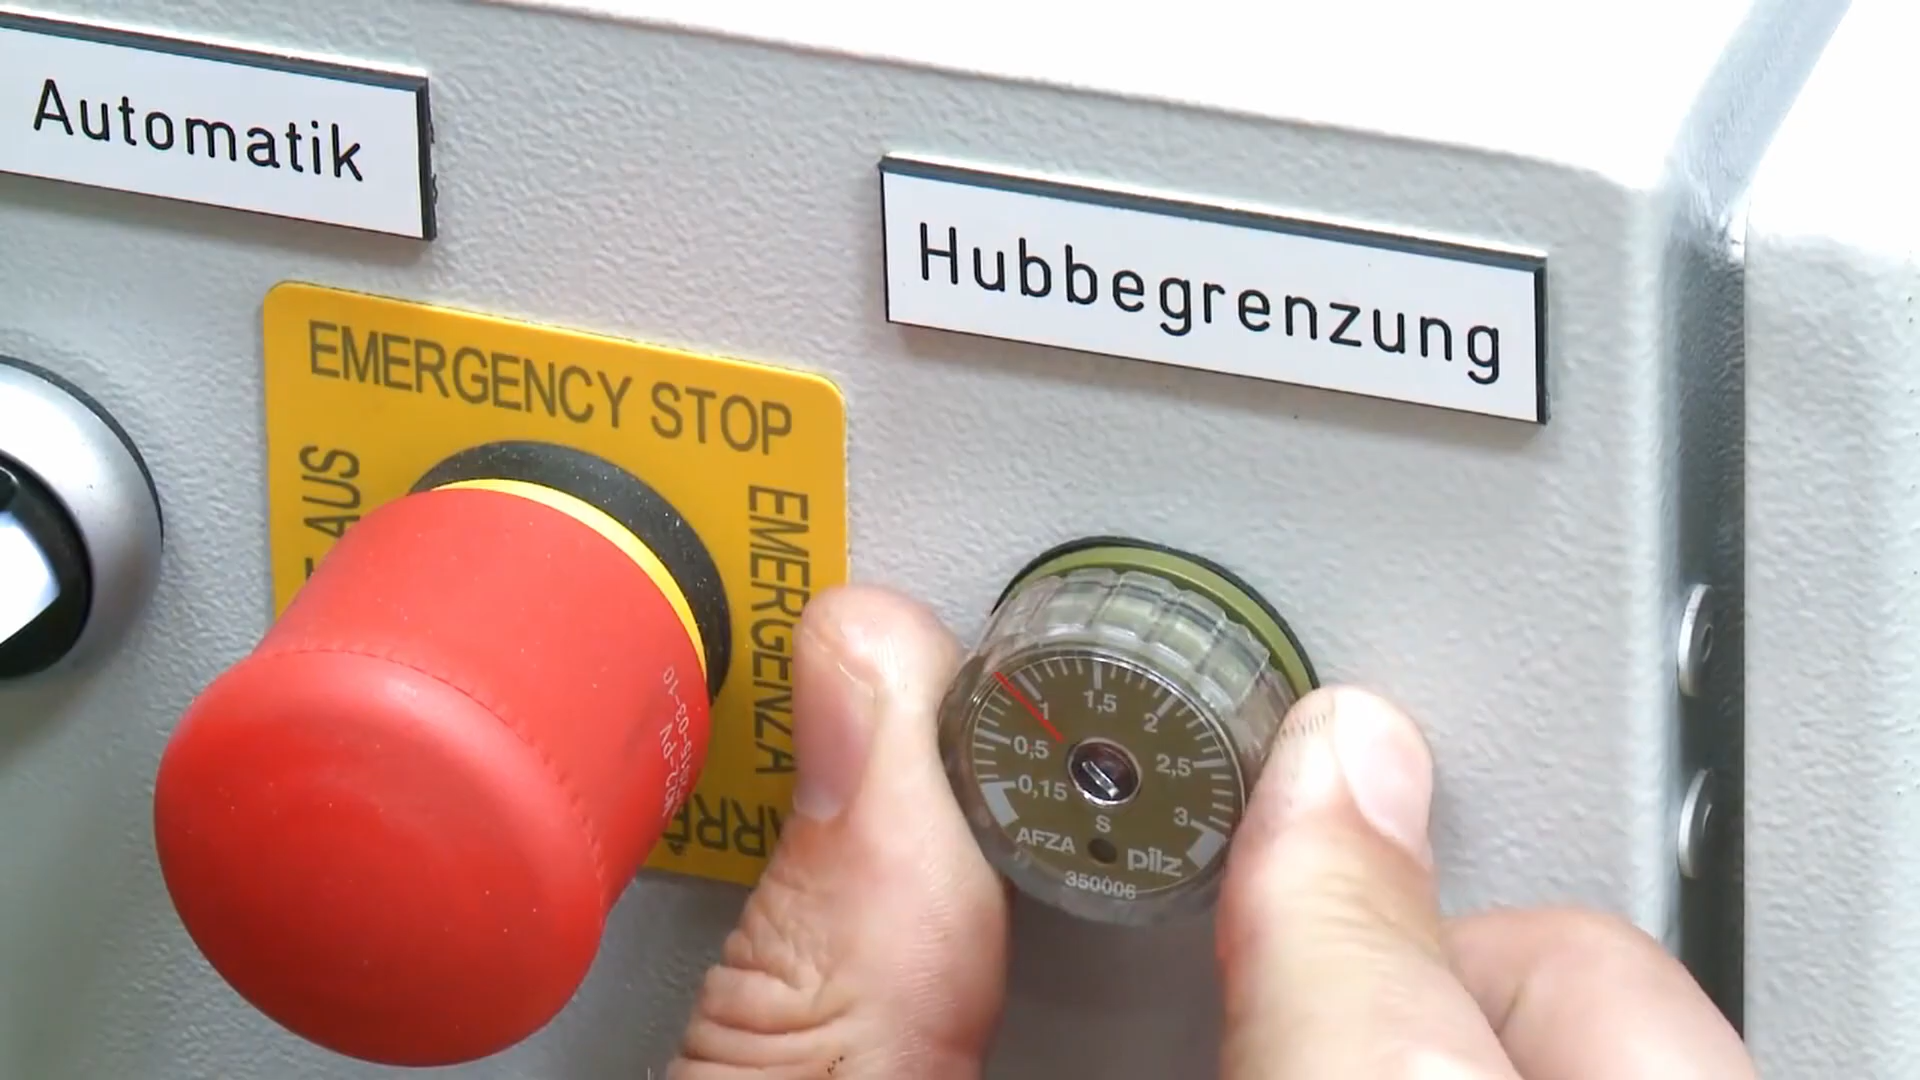 Automatik
Hubbegrenzung
EMERGENCY STOP
AUS
EMERGENZA
1,5
1
2
0,5
2,5
0,15
3
S
AFZA
pilz
350006